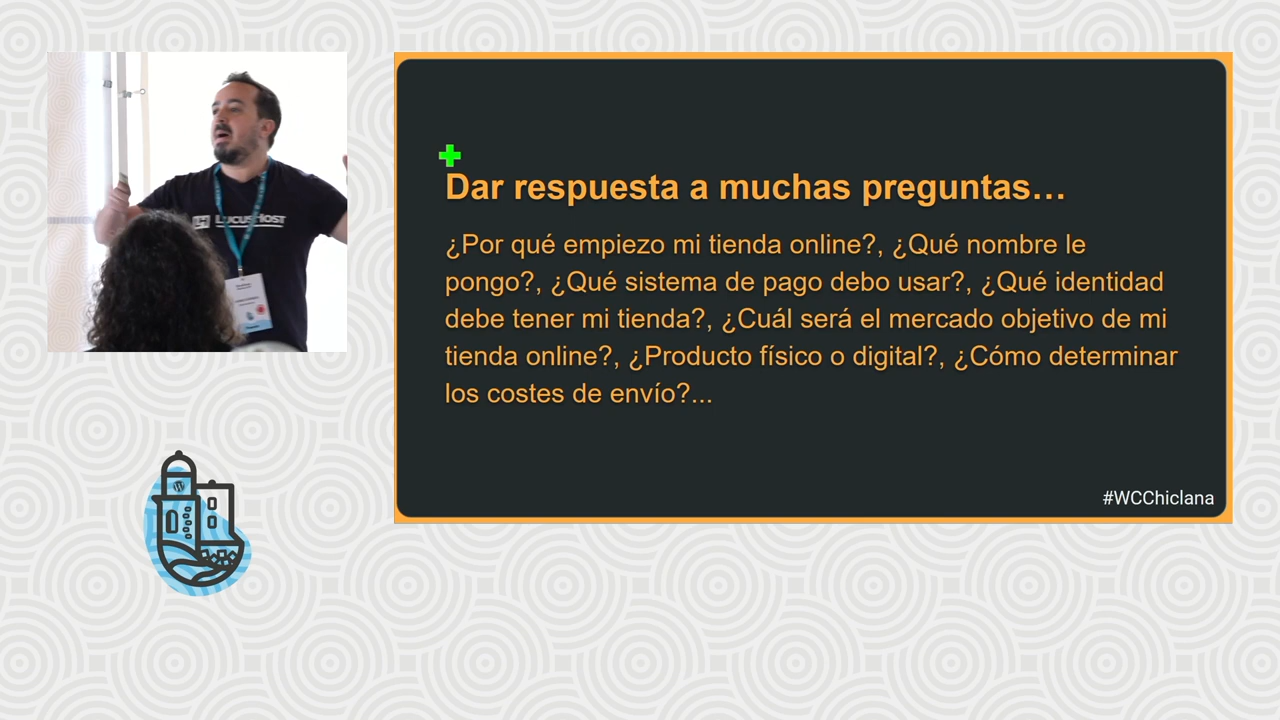 LucusHost
Dar respuesta a muchas preguntas...
¿Por qué empiezo mi tienda online?, ¿Qué nombre le
pongo?, ¿Qué sistema de pago debo usar?, ¿Qué identidad
debe tener mi tienda?, ¿Cuál será el mercado objetivo de mi
tienda online?, ¿Producto físico o digital?, ¿Cómo determinar
los costes de envío?...
#WCChiclana